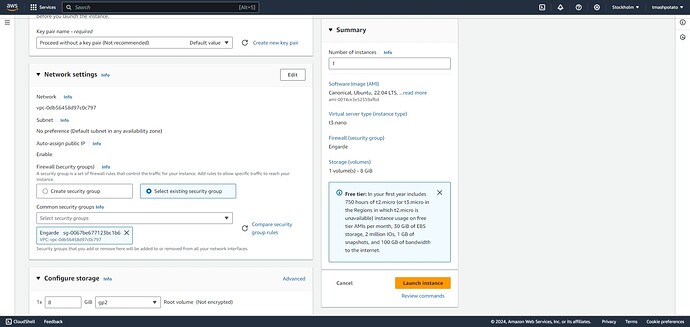 aws
Services
Search
[Alt+S]
Stockholm
tmashpotato
before you launch the instance.
Key pair name - required
Proceed without a key pair (Not recommended)
Default value
Create new key pair
Network settings Info
Edit
Network Info
vpc-0db56458d97c0c797
Subnet Info
No preference (Default subnet in any availability zone)
Auto-assign public IP Info
Enable
Firewall (security groups) Info
A security group is a set of firewall rules that control the traffic for your instance. Add rules to allow specific traffic to reach your
instance.
Create security group
Select existing security group
Common security groups Info
Select security groups
Engarde sg-0067be677123bc1b6
VPC: vpc-0db56458d97c0c797
Compare security
group rules
Security groups that you add or remove here will be added to or removed from all your network interfaces.
Configure storage Info
Advanced
1x
8
GiB
gp2
Root volume (Not encrypted)
Summary
Number of instances Info
1
Software Image (AMI)
Canonical, Ubuntu, 22.04 LTS, ...read more
Virtual server type (instance type)
t3.nano
Firewall (security group)
Engarde
Storage (volumes)
1 volume(s) - 8 GiB
Free tier: In your first year includes
750 hours of t2.micro (or t3.micro in
the Regions in which t2.micro is
unavailable) instance usage on free
tier AMIs per month, 30 GiB of EBS
storage, 2 million IOs, 1 GB of
snapshots, and 100 GB of bandwidth
to the internet.
Cancel
Launch instance
Review commands
CloudShell
Feedback
© 2024, Amazon Web Services, Inc. or its affiliates.
Privacy
Terms
Cookie preferences